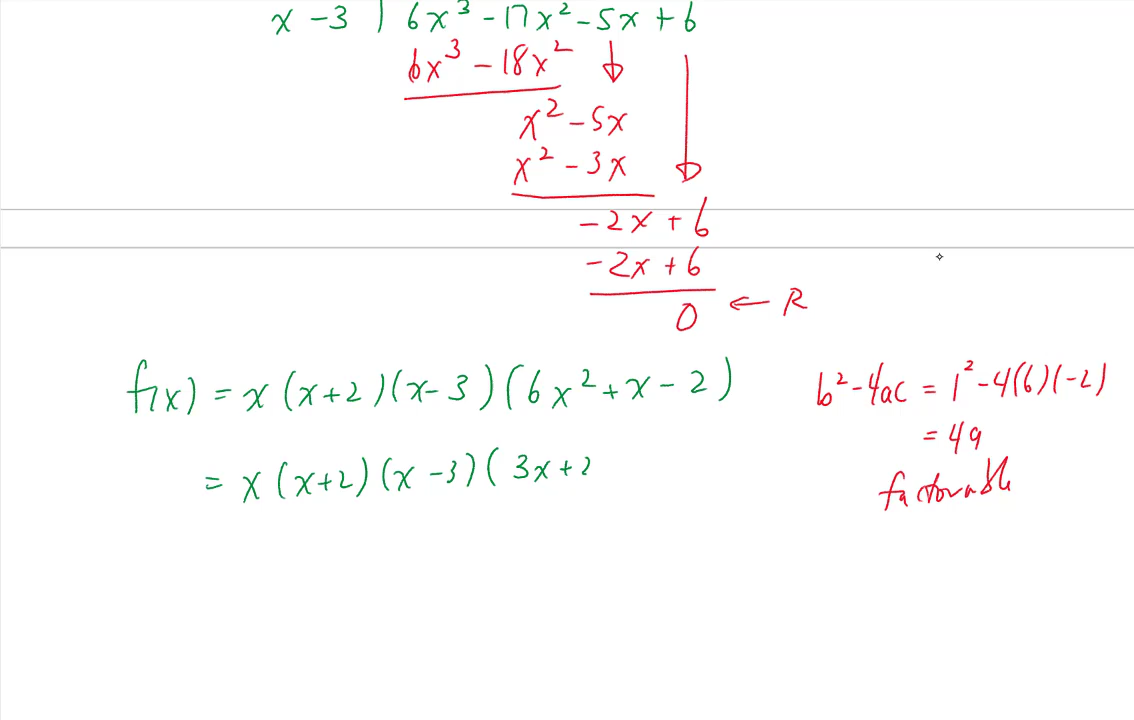 x - 3 ) 6x³ - 17x² - 5x + 6
6x³ - 18x²
x² - 5x
x² - 3x
- 2x + 6
- 2x + 6
0 ← R
f(x) = x (x+2)(x-3)(6x² + x - 2)
b² - 4ac = 1² - 4(6)(-2)
= 49
= x (x+2)(x-3)( 3x+2
factorable